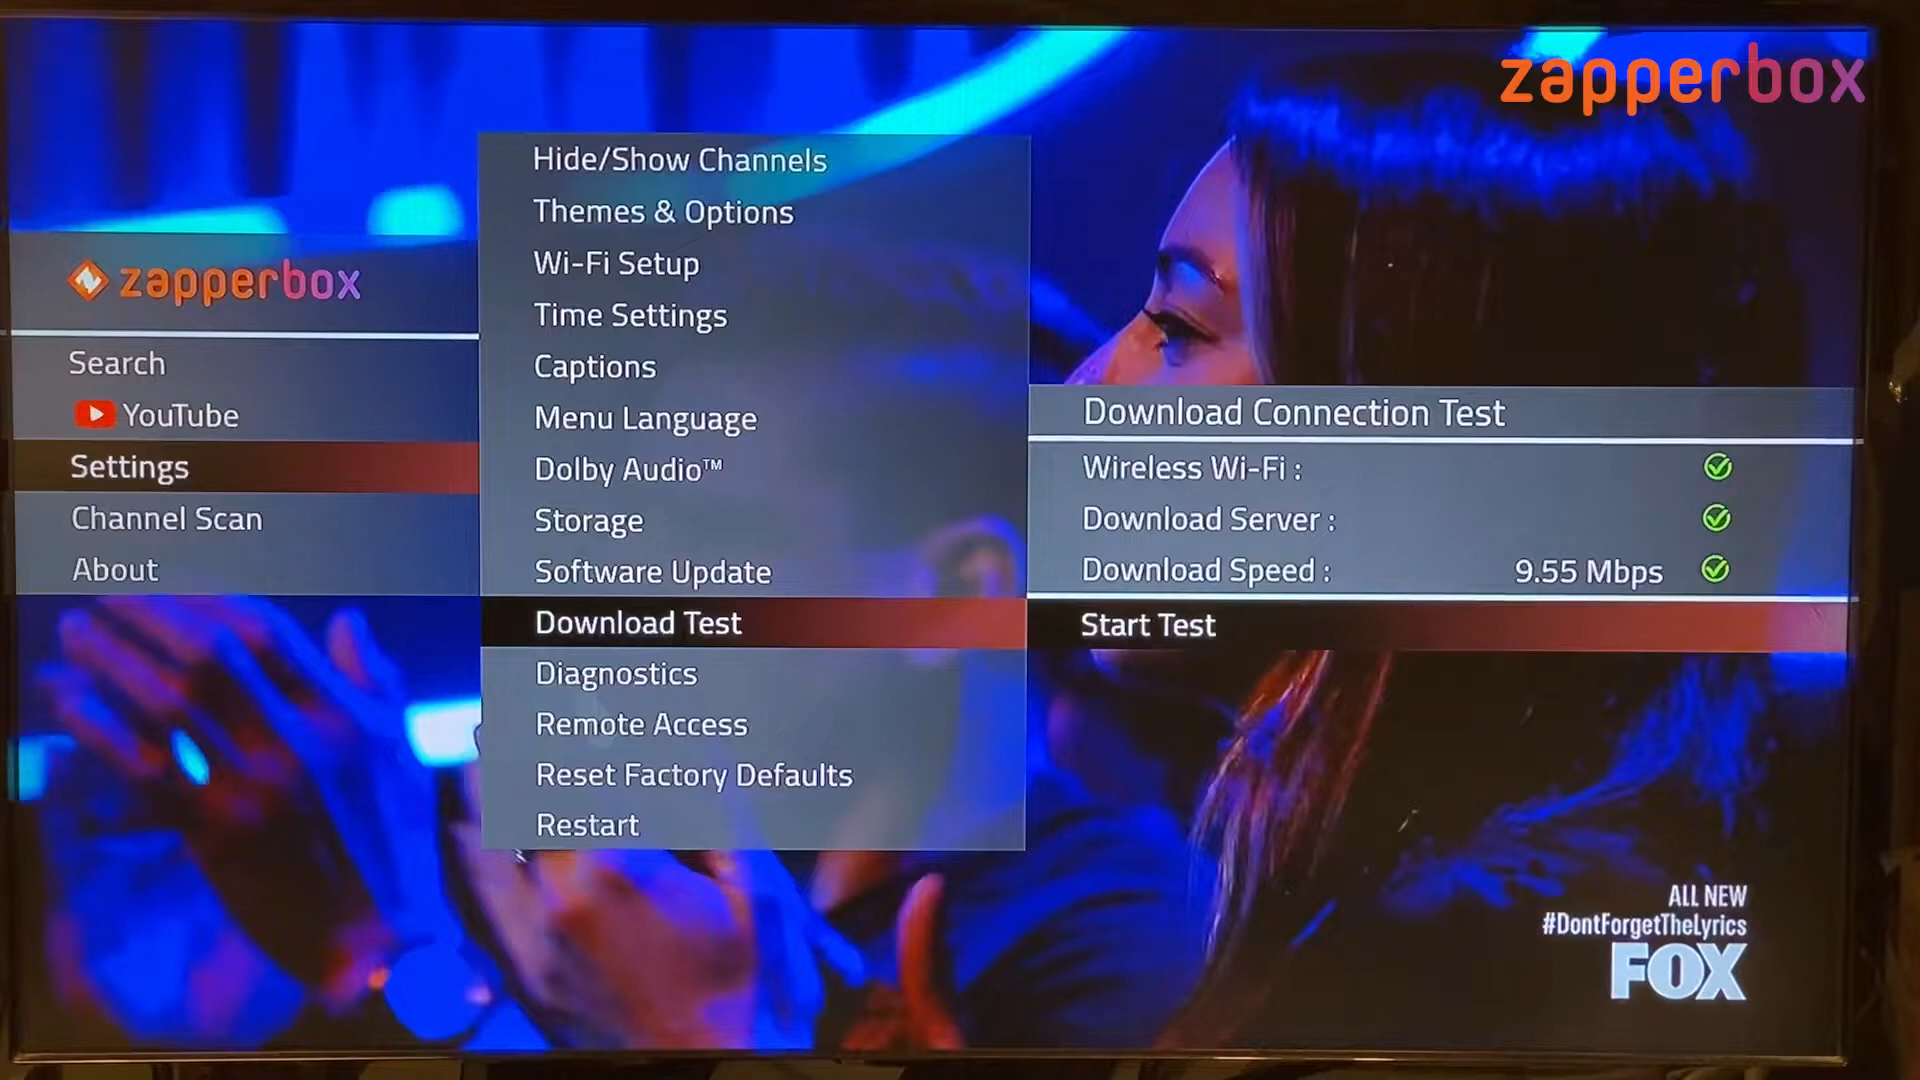 zapperbox
zapperbox
Search
YouTube
Settings
Channel Scan
About
Hide/Show Channels
Themes & Options
Wi-Fi Setup
Time Settings
Captions
Menu Language
Dolby Audio™
Storage
Software Update
Download Test
Diagnostics
Remote Access
Reset Factory Defaults
Restart
Download Connection Test
Wireless Wi-Fi :
Download Server :
Download Speed : 9.55 Mbps
Start Test
ALL NEW
#DontForgetTheLyrics
FOX